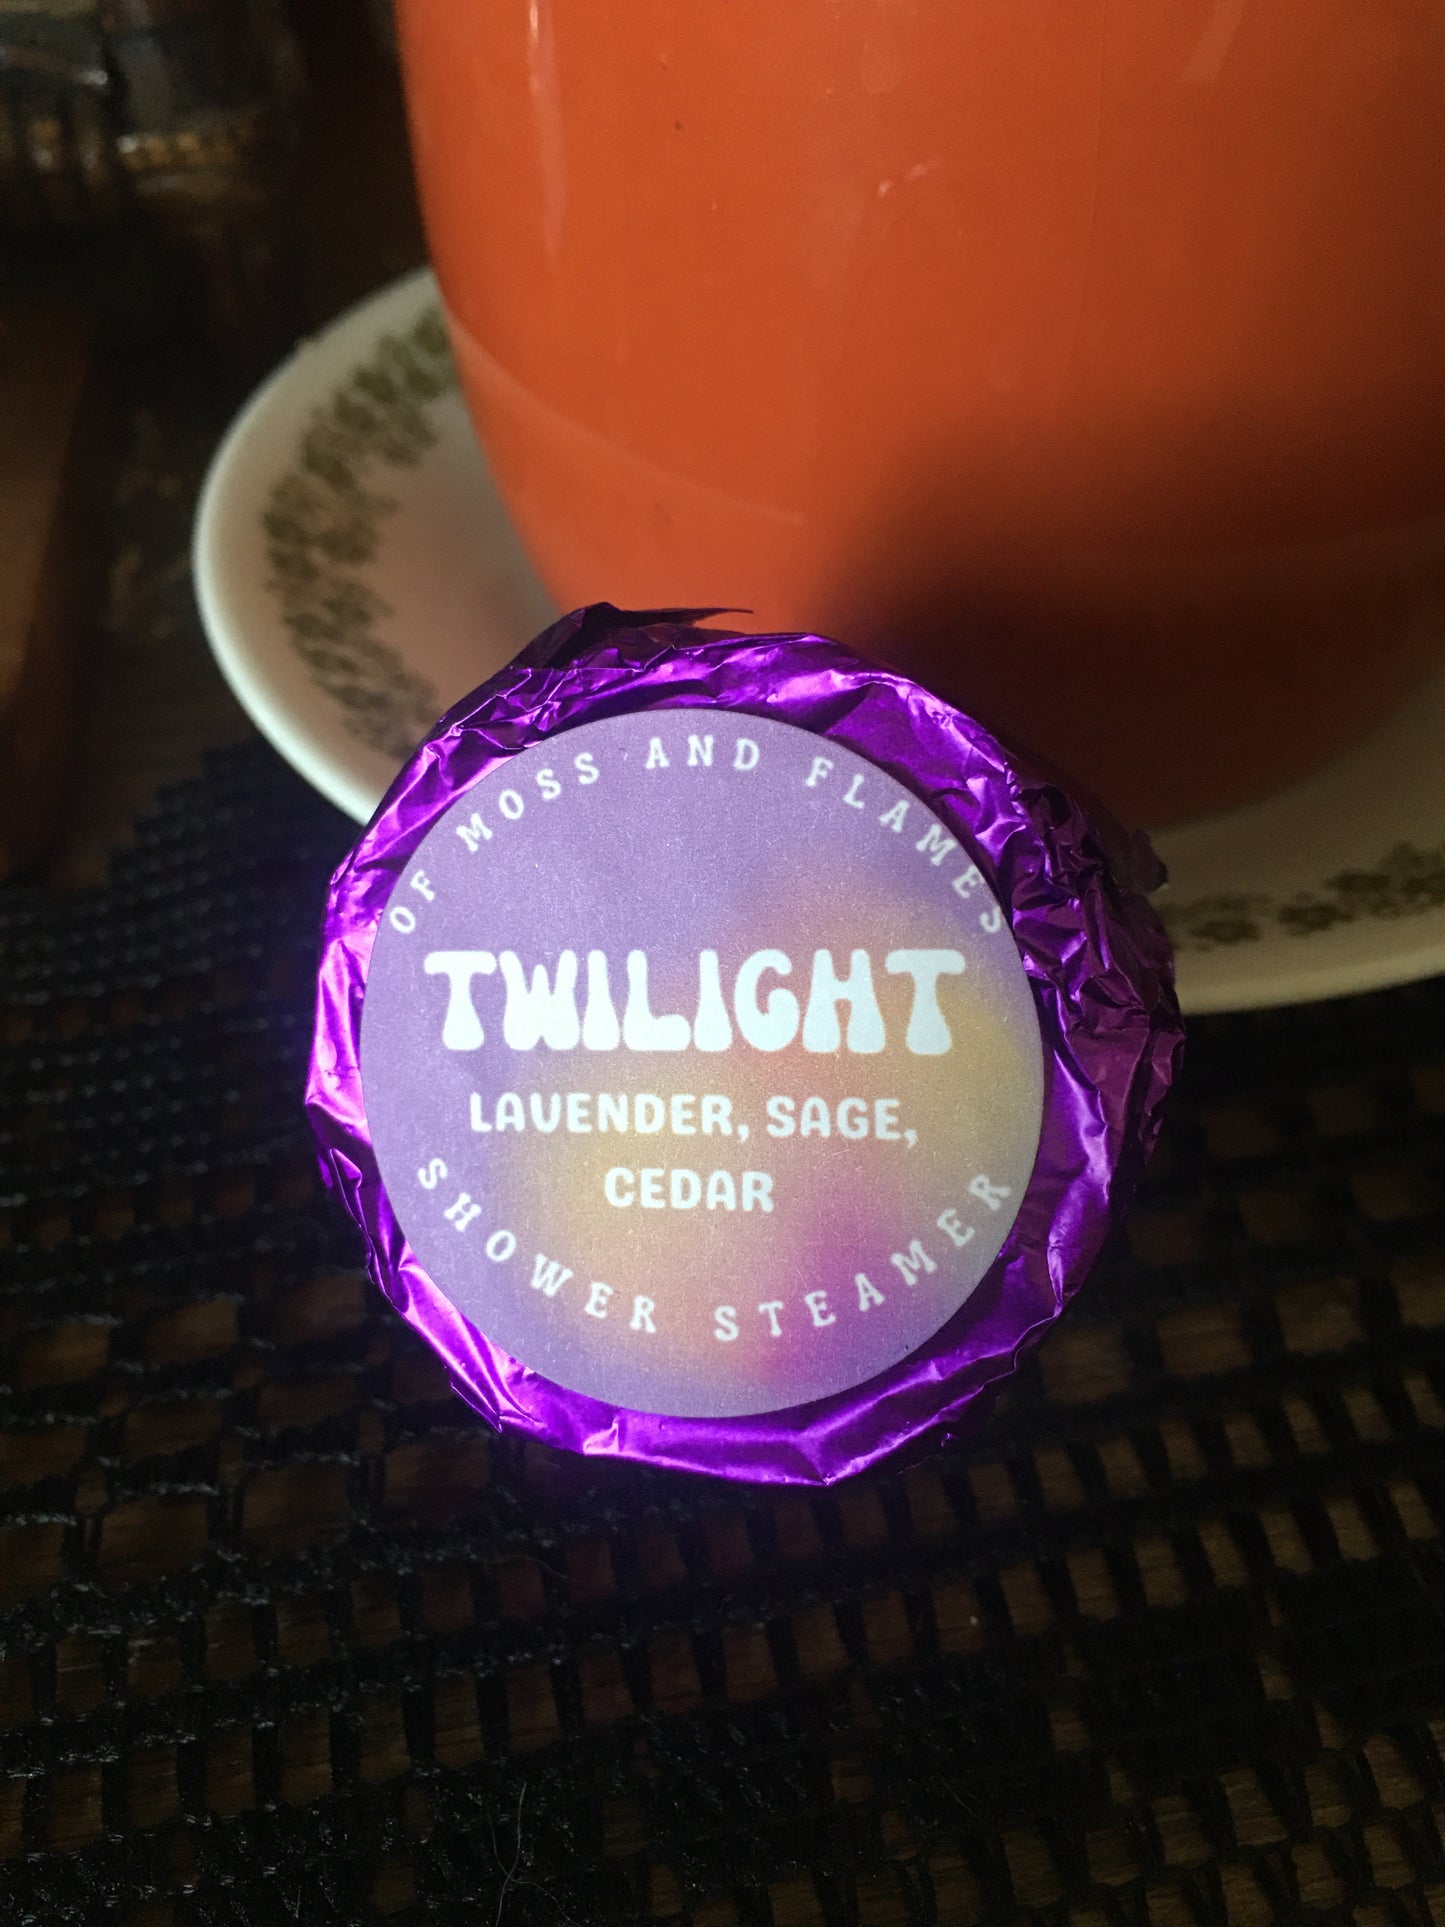 OF MOSS AND FLAMES
TWILIGHT
LAVENDER, SAGE,
CEDAR
SHOWER STEAMER